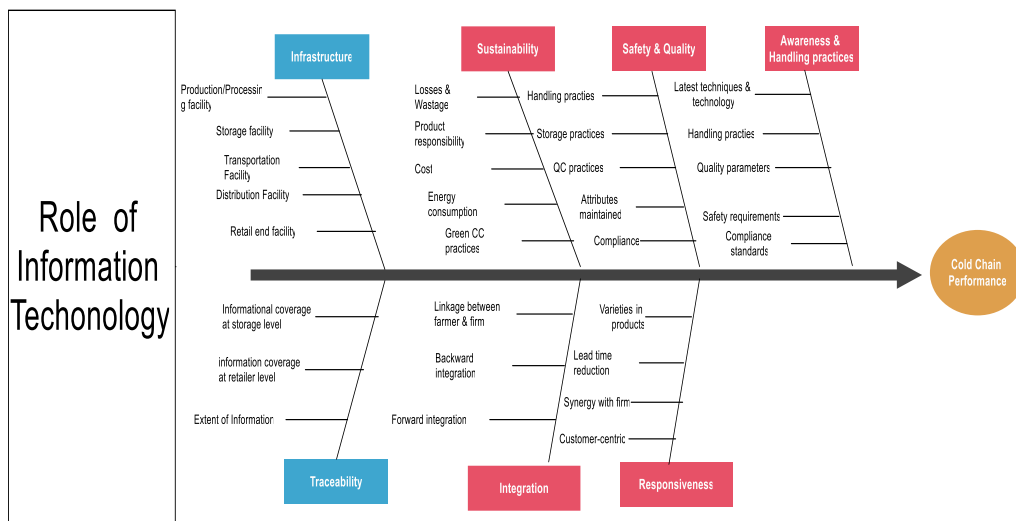 Role of
Information
Techonology
Infrastructure
Production/Processin
g facility
Storage facility
Transportation
Facility
Distribution Facility
Retail end facility
Sustainability
Losses &
Wastage
Product
responsibility
Cost
Energy
consumption
Green CC
practices
Safety & Quality
Handling practies
Storage practices
QC practices
Attributes
maintained
Compliance
Awareness &
Handling practices
Latest techniques &
technology
Handling practies
Quality parameters
Safety requirements
Compliance
standards
Cold Chain
Performance
Informational coverage
at storage level
information coverage
at retailer level
Extent of Information
Traceability
Linkage between
farmer & firm
Backward
integration
Forward integration
Integration
Varieties in
products
Lead time
reduction
Synergy with firm
Customer-centric
Responsiveness